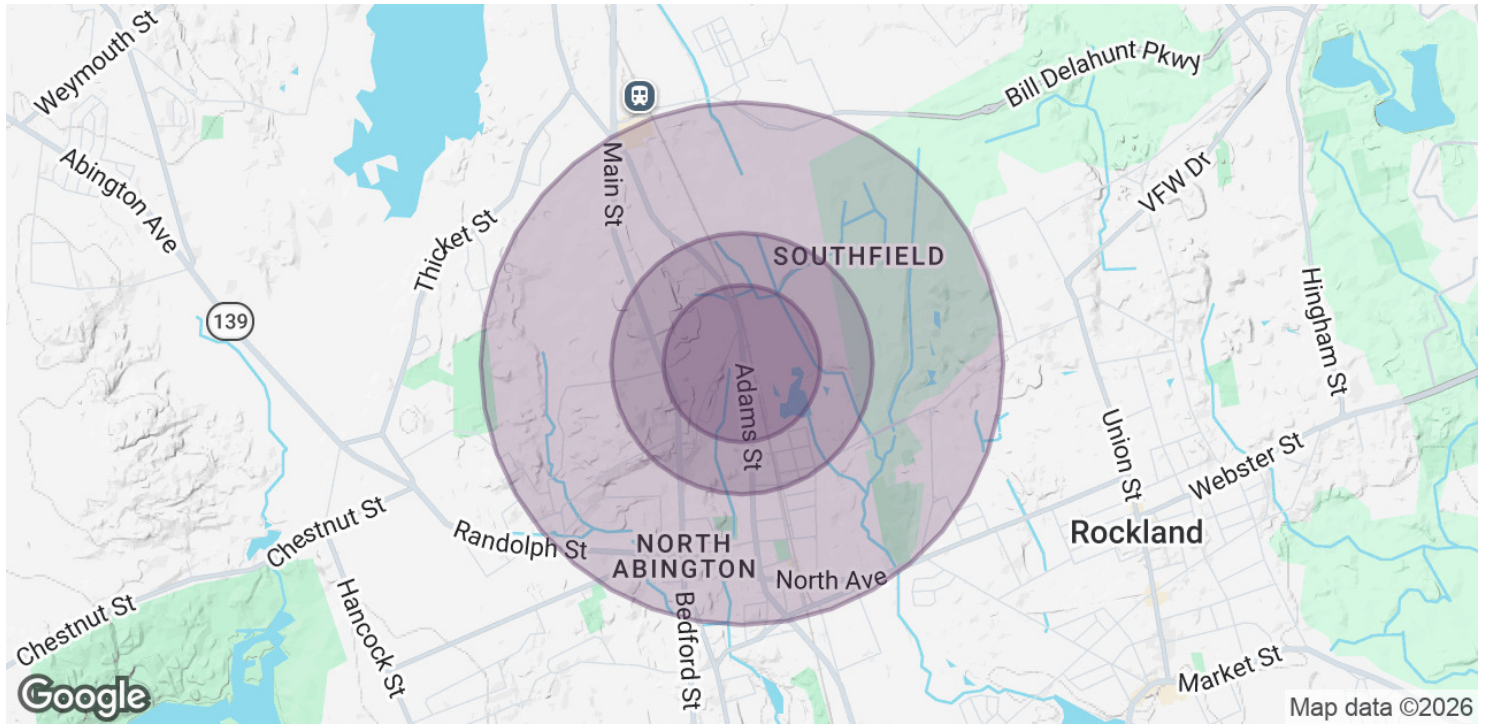 Weymouth St
Bill Delahunt Pkwy
Abington Ave
Main St
VFW Dr
Thicket St
SOUTHFIELD
139
Hingham St
Adams St
Union St
Webster St
Chestnut St
Randolph St
NORTH
ABINGTON
Rockland
North Ave
Chestnut St
Hancock St
Bedford St
Market St
Google
Map data ©2026